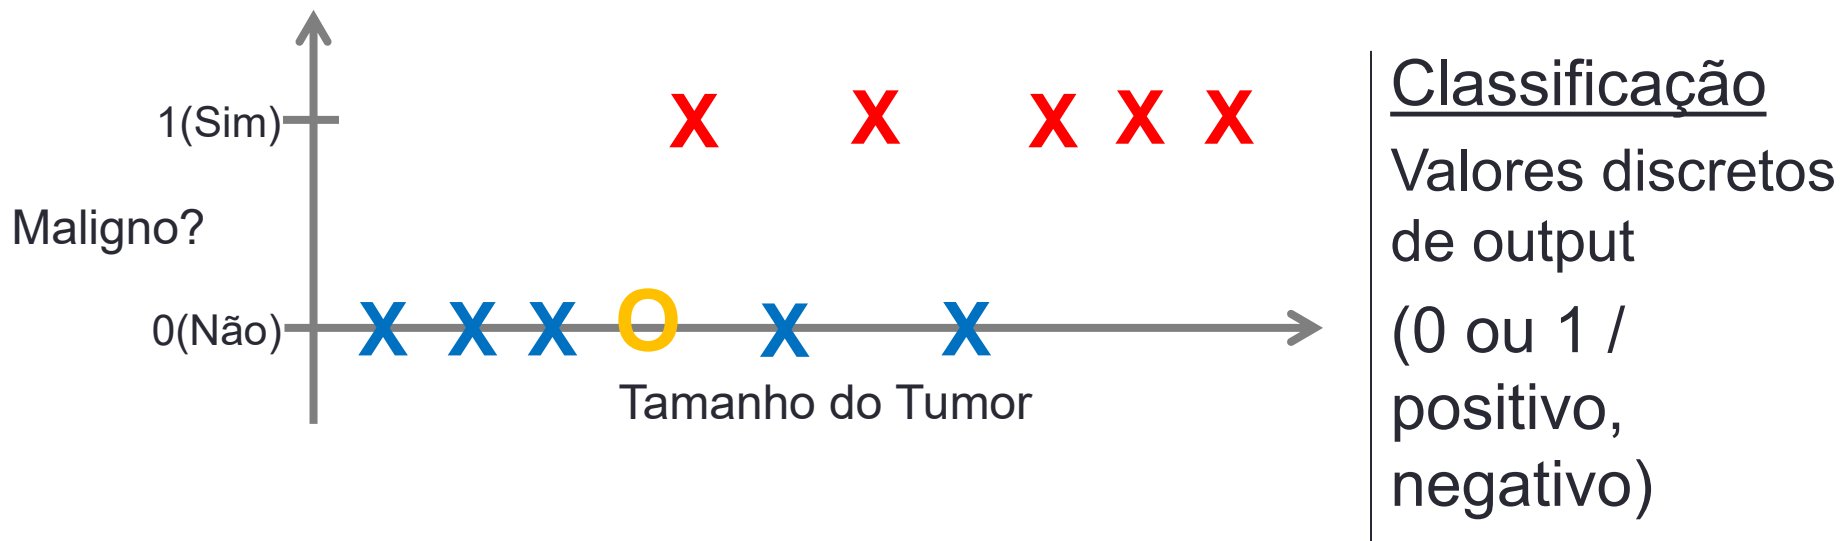 1(Sim)
X X X X X
Maligno?
0(Não)
X X X O X X
Tamanho do Tumor
Classificação
Valores discretos
de output
(0 ou 1 /
positivo,
negativo)